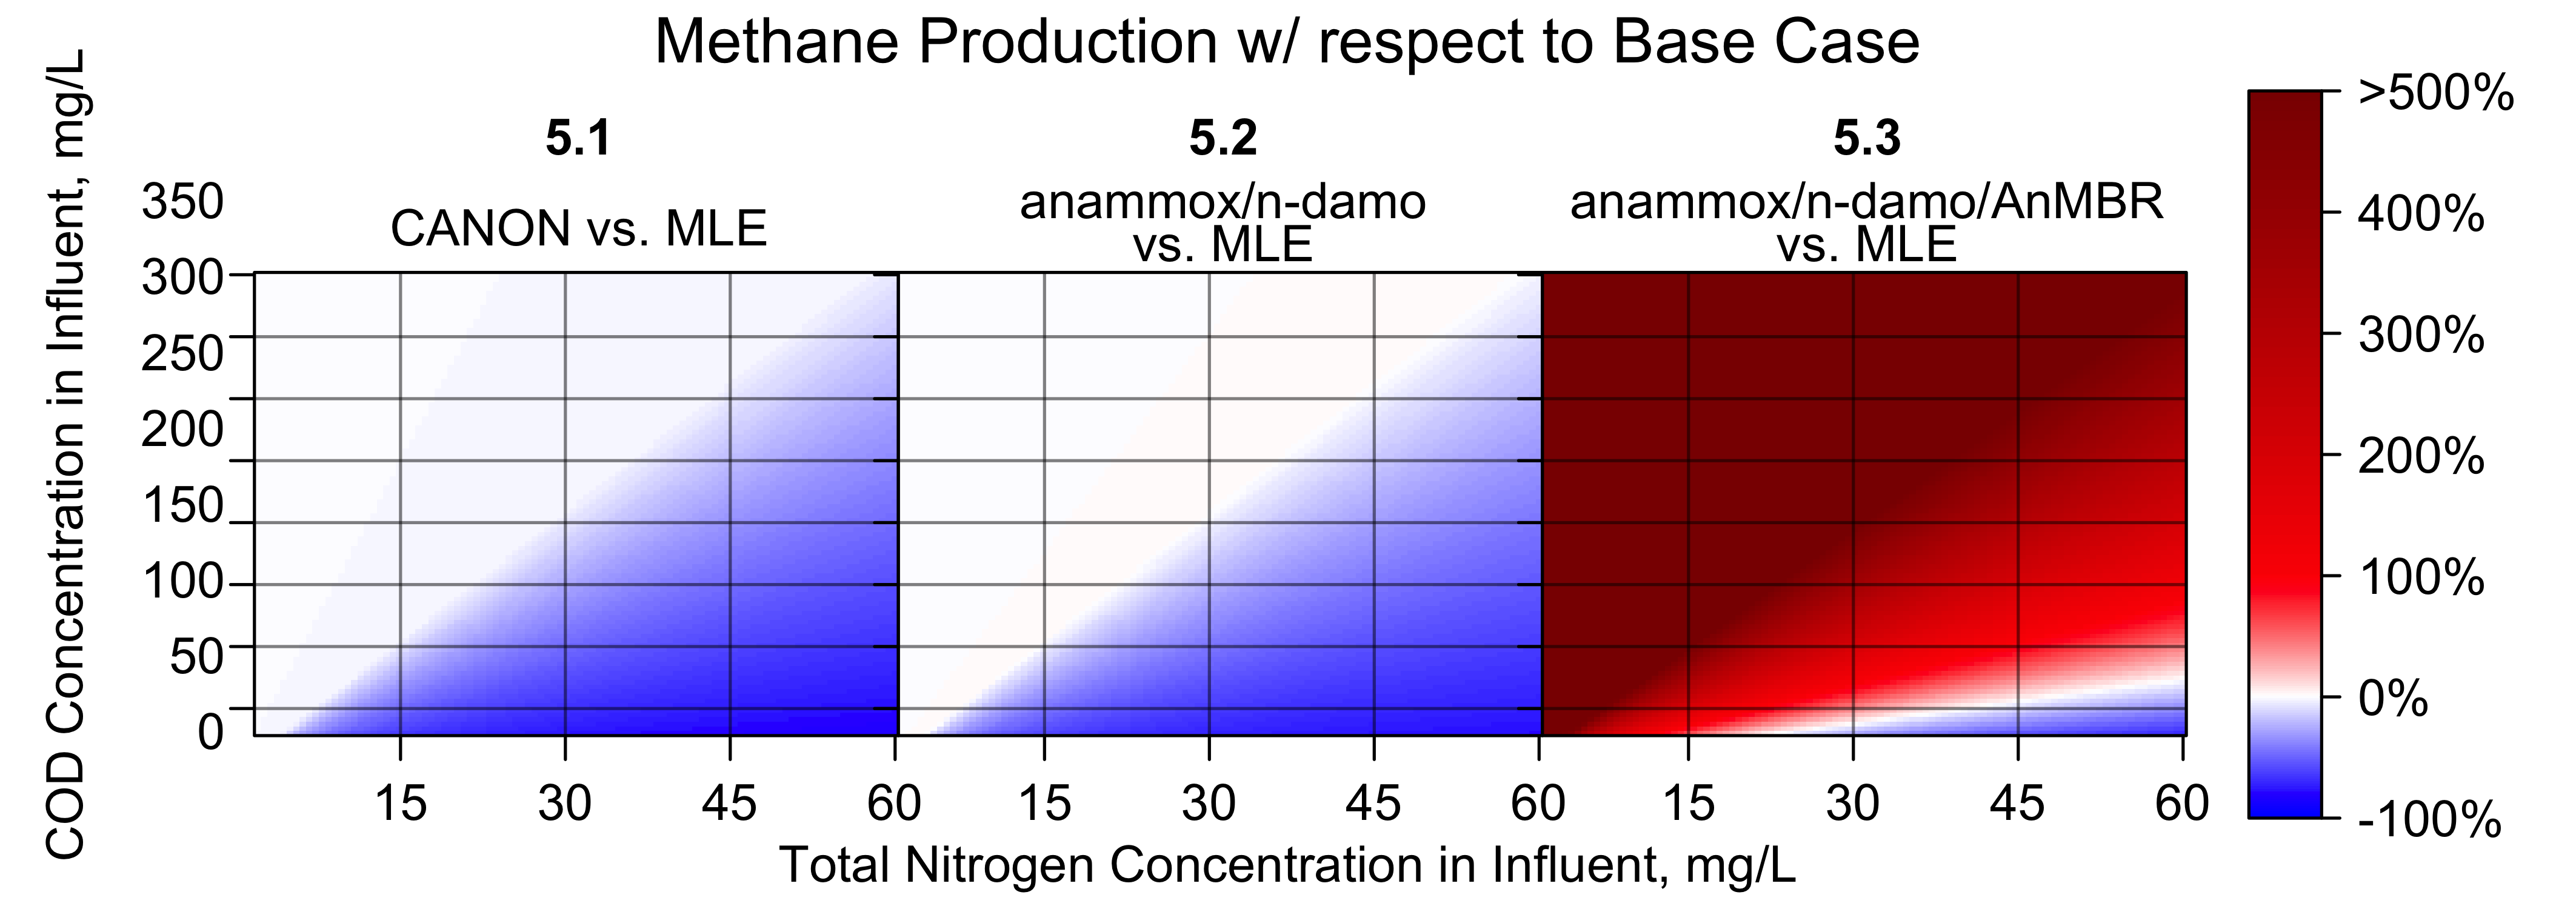 Methane Production w/ respect to Base Case
COD Concentration in Influent, mg/L
5.1
CANON vs. MLE
5.2
anammox/n-damo
vs. MLE
5.3
anammox/n-damo/AnMBR
vs. MLE
350
300
250
200
150
100
50
0
15 30 45 60 15 30 45 60 15 30 45 60
Total Nitrogen Concentration in Influent, mg/L
>500%
400%
300%
200%
100%
0%
-100%